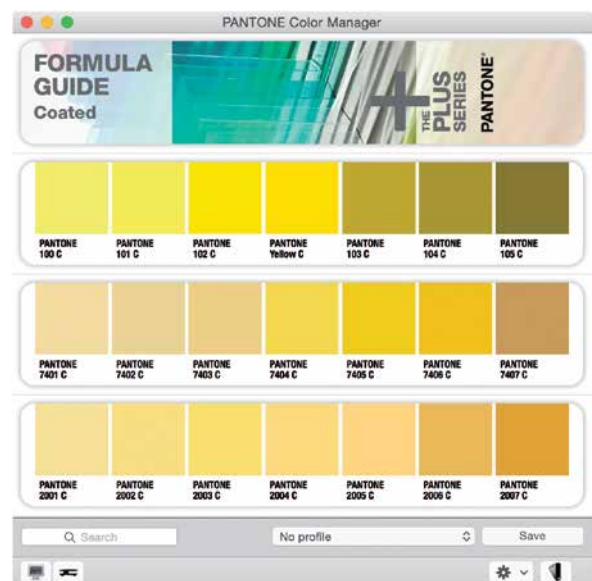 PANTONE Color Manager
FORMULA
GUIDE
Coated
THE
PLUS
SERIES
PANTONE®
PANTONE
100 C
PANTONE
101 C
PANTONE
102 C
PANTONE
Yellow C
PANTONE
103 C
PANTONE
104 C
PANTONE
105 C
PANTONE
7401 C
PANTONE
7402 C
PANTONE
7403 C
PANTONE
7404 C
PANTONE
7405 C
PANTONE
7406 C
PANTONE
7407 C
PANTONE
2001 C
PANTONE
2002 C
PANTONE
2003 C
PANTONE
2004 C
PANTONE
2005 C
PANTONE
2006 C
PANTONE
2007 C
Search
No profile
Save